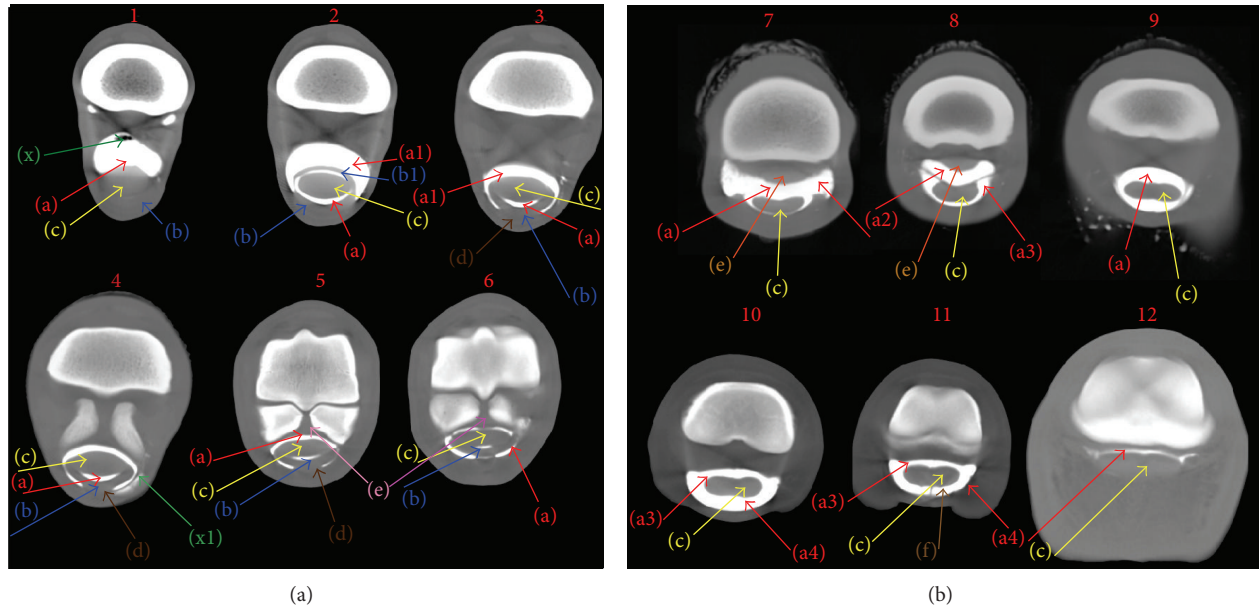 1 2 3
(x) (a1)
(b1) (a1) (c)
(a)
(c) (b) (b) (c) (a) (d) (a)
(b)
4 5 6
(c) (a) (c)
(a) (c) (e) (b)
(b) (b) (a)
(x1)
(d) (d)
(a)
7 8 9
(a) (a2) (a3)
(e) (a2) (e) (c) (a) (c)
(c)
10 11 12
(a3) (a3)
(c) (a4) (c) (f) (a4) (c)
(b)